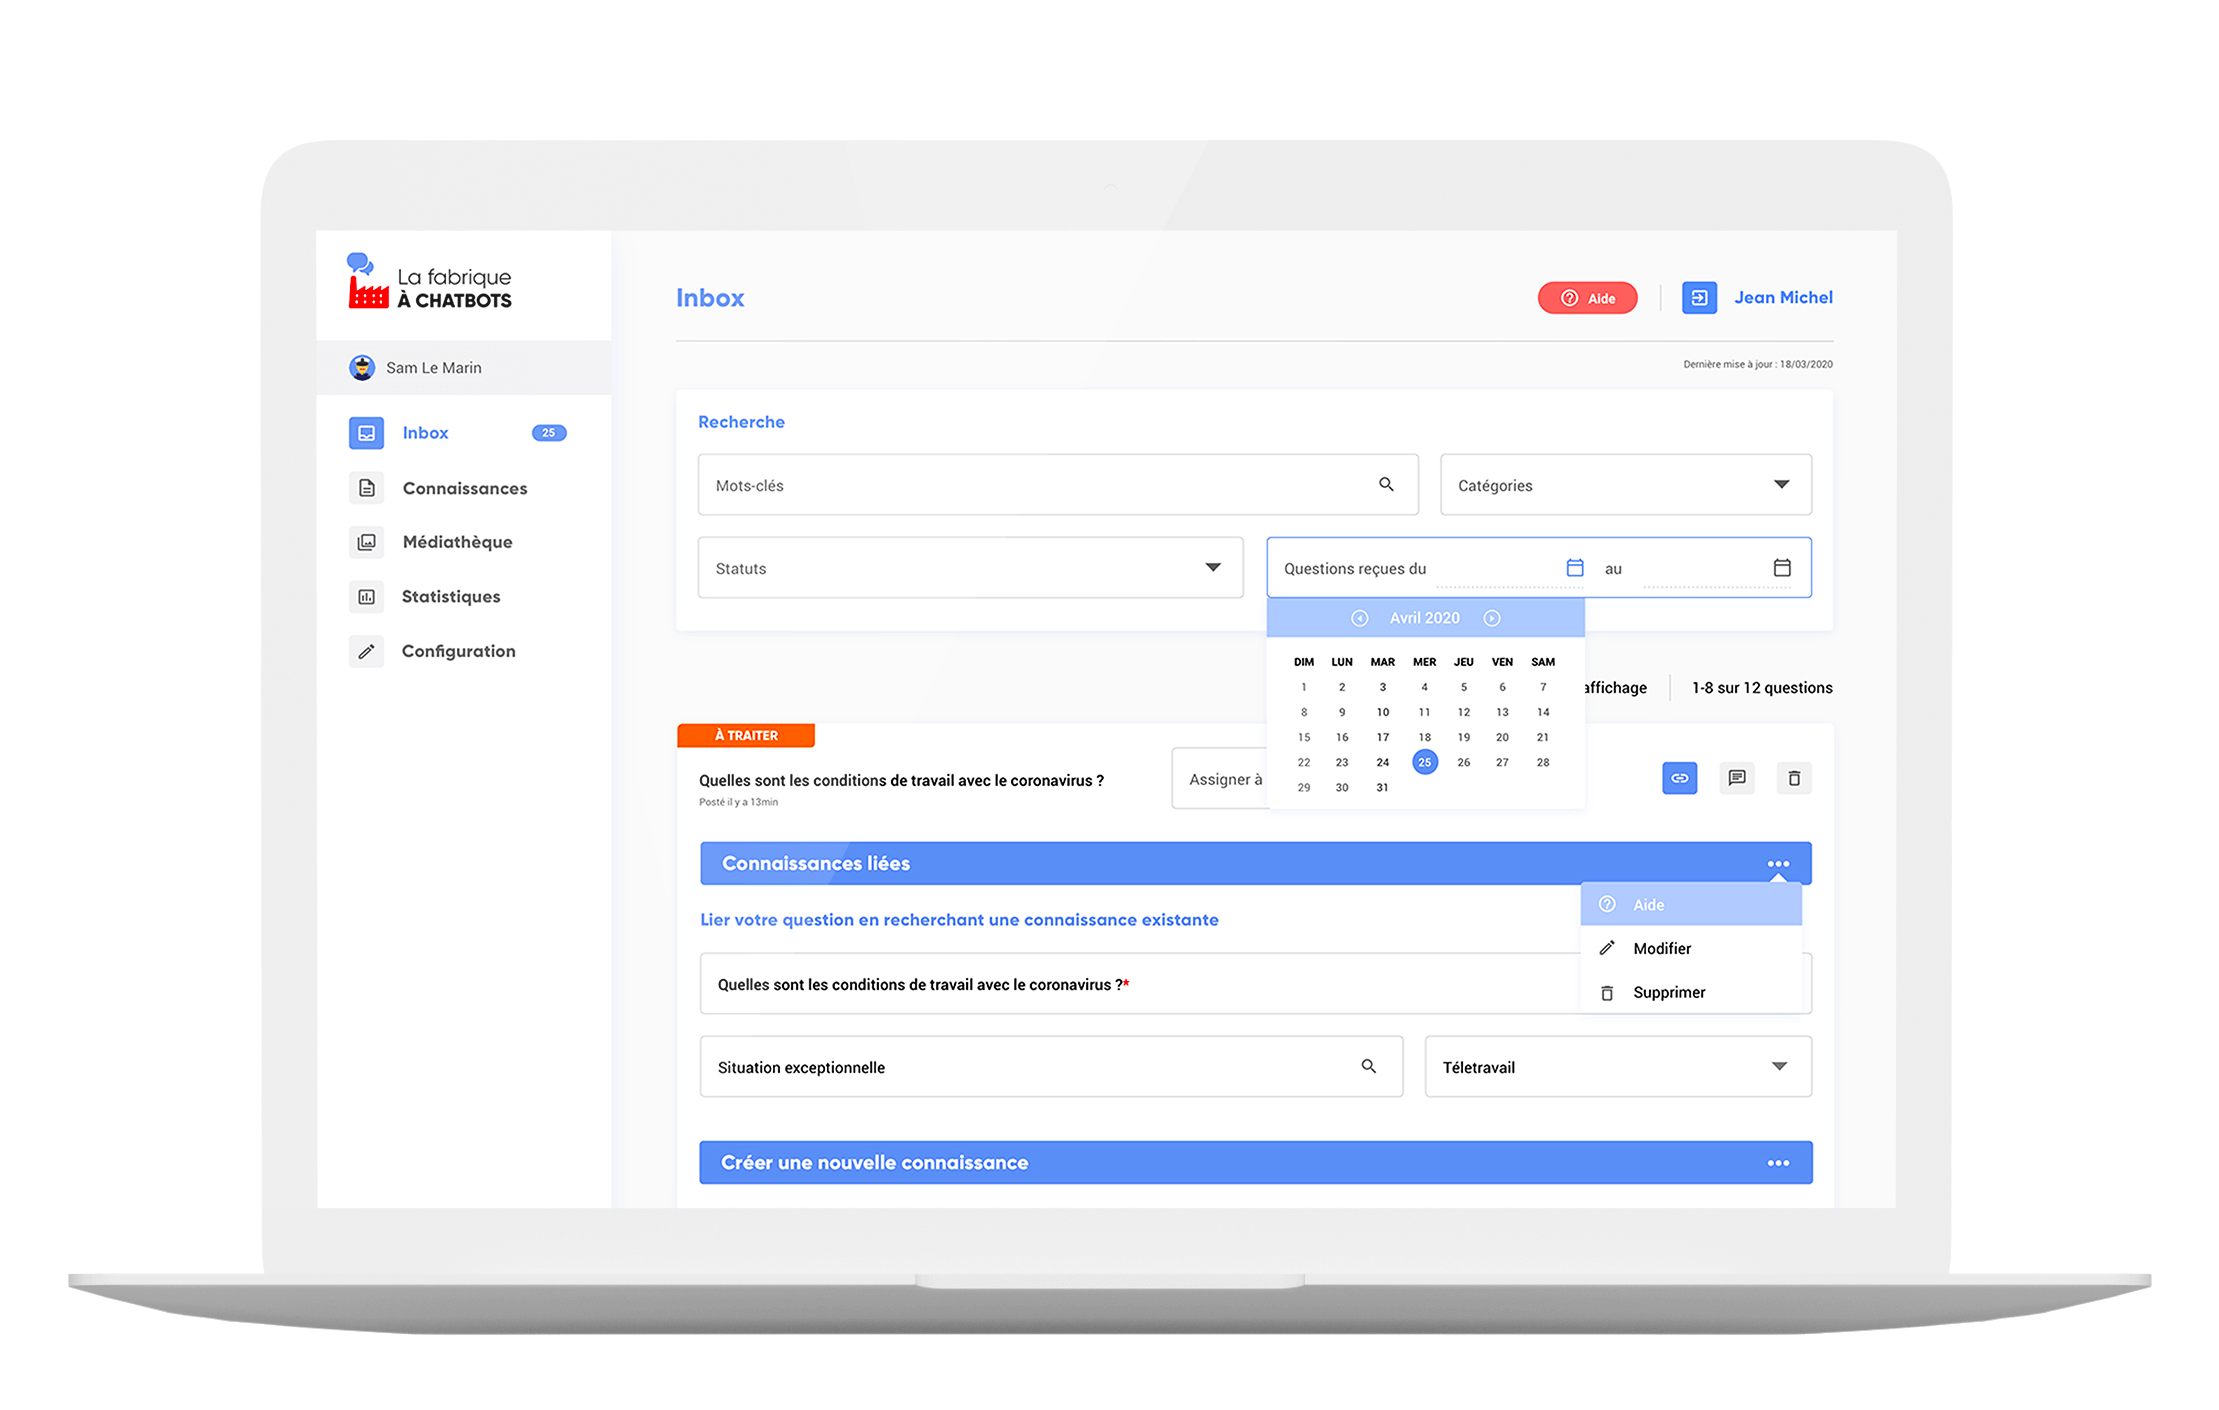 La fabrique
À CHATBOTS
Sam Le Marin
Inbox 25
Connaissances
Médiathèque
Statistiques
Configuration
Inbox
Aide
Jean Michel
Dernière mise à jour : 18/03/2020
Recherche
Mots-clés
Catégories
Statuts
Questions reçues du au
Avril 2020
DIM LUN MAR MER JEU VEN SAM
1 2 3 4 5 6 7
8 9 10 11 12 13 14
15 16 17 18 19 20 21
22 23 24 25 26 27 28
29 30 31
affichage 1-8 sur 12 questions
À TRAITER
Quelles sont les conditions de travail avec le coronavirus ?
Posté il y a 13min
Assigner à
Connaissances liées
Aide
Modifier
Supprimer
Lier votre question en recherchant une connaissance existante
Quelles sont les conditions de travail avec le coronavirus ?*
Situation exceptionnelle
Téletravail
Créer une nouvelle connaissance